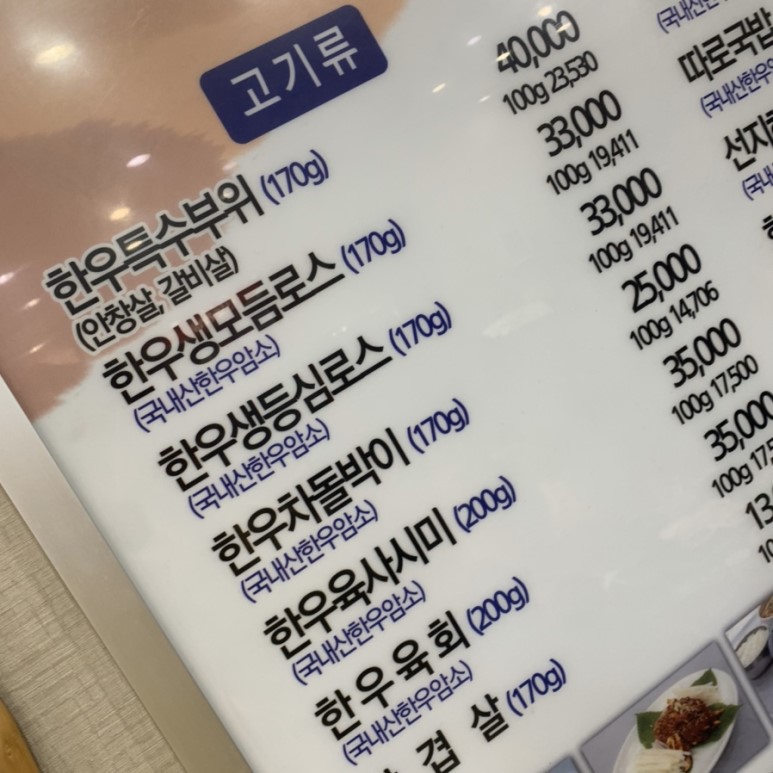 고기류
한우특수부위 (170g) 40,000
(안창살, 갈비살) 100g 23,530
한우생모듬로스 (170g) 33,000
(국내산한우암소) 100g 19,411
한우생등심로스 (170g) 33,000
(국내산한우암소) 100g 19,411
한우차돌박이 (170g) 25,000
(국내산한우암소) 100g 14,706
한우육사시미 (200g) 35,000
(국내산한우암소) 100g 17,500
한우육회 (200g) 35,000
(국내산한우암소) 100g
겹살 (170g)
따로국밥